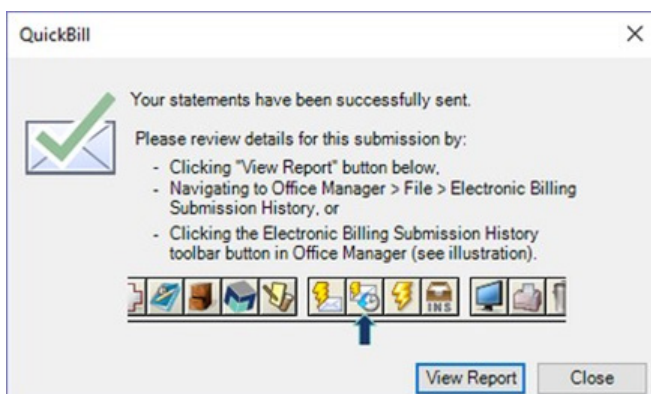 QuickBill
Your statements have been successfully sent.
Please review details for this submission by:
- Clicking "View Report" button below,
- Navigating to Office Manager > File > Electronic Billing
Submission History, or
- Clicking the Electronic Billing Submission History
toolbar button in Office Manager (see illustration).
INS
View Report
Close